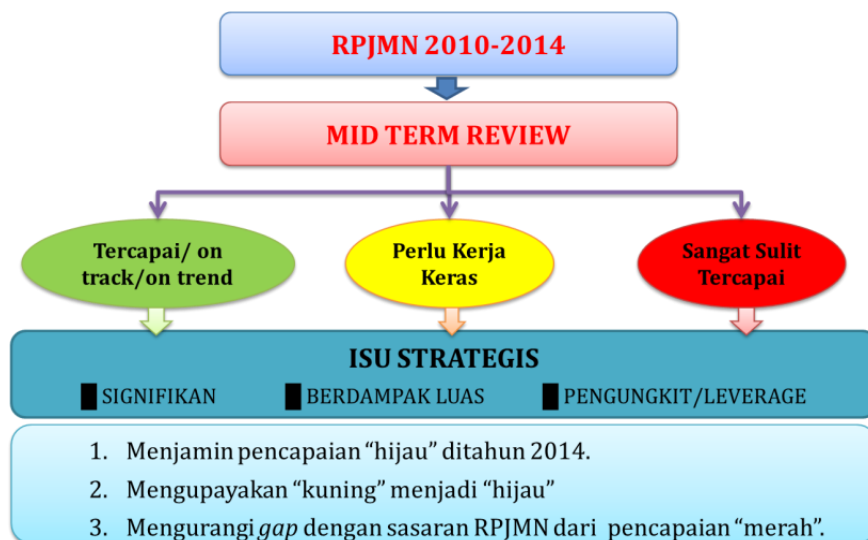 RPJMN 2010-2014
MID TERM REVIEW
Tercapai/ on
track/on trend
Perlu Kerja
Keras
Sangat Sulit
Tercapai
ISU STRATEGIS
█ SIGNIFIKAN █ BERDAMPAK LUAS █ PENGUNGKIT/LEVERAGE
1. Menjamin pencapaian “hijau” ditahun 2014.
2. Mengupayakan “kuning” menjadi “hijau”
3. Mengurangi gap dengan sasaran RPJMN dari pencapaian “merah”.